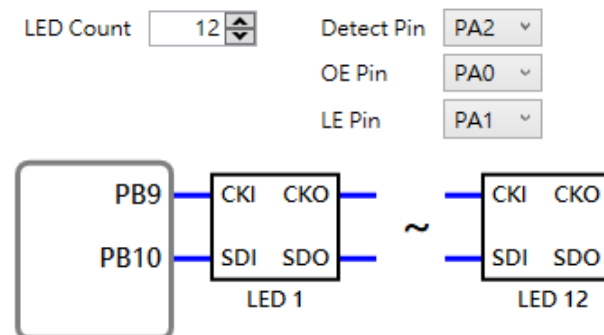 LED Count 12 Detect Pin PA2
OE Pin PA0
LE Pin PA1
PB9 CKI CKO ~ CKI CKO
PB10 SDI SDO SDI SDO
LED 1 LED 12